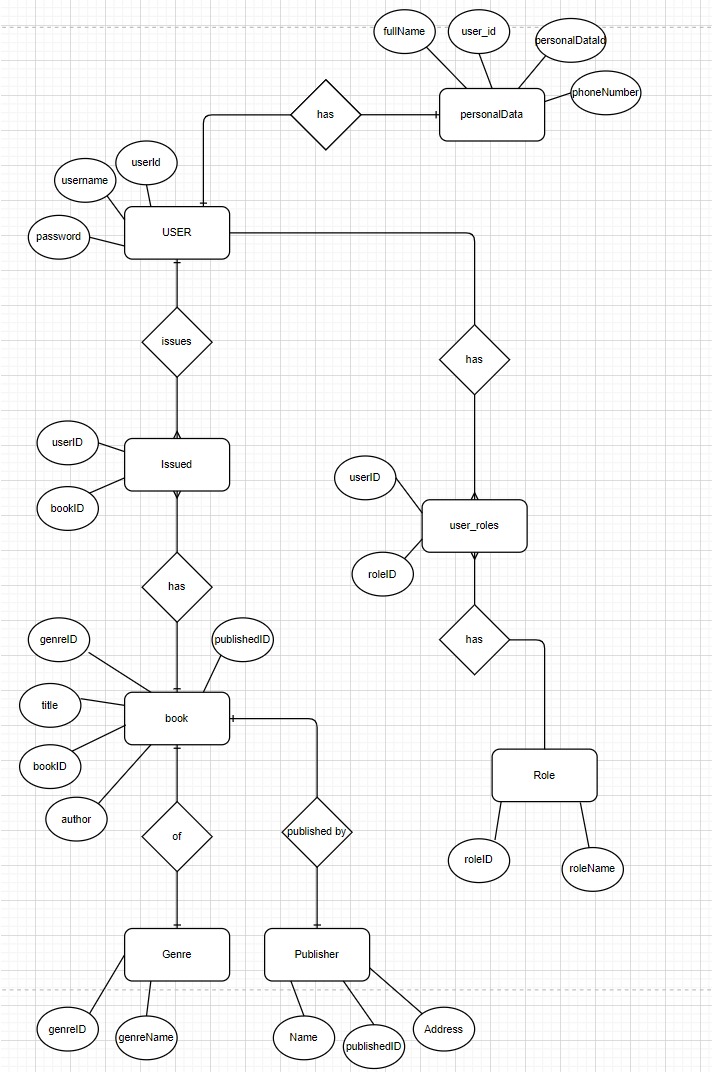 fullName
user_id
personalDataId
phoneNumber
has
personalData
userId
username
password
USER
issues
has
userID
Issued
bookID
userID
user_roles
roleID
has
has
genreID
publishedID
title
book
bookID
author
Role
of
published by
roleID
roleName
Genre
Publisher
genreID
genreName
Name
publishedID
Address